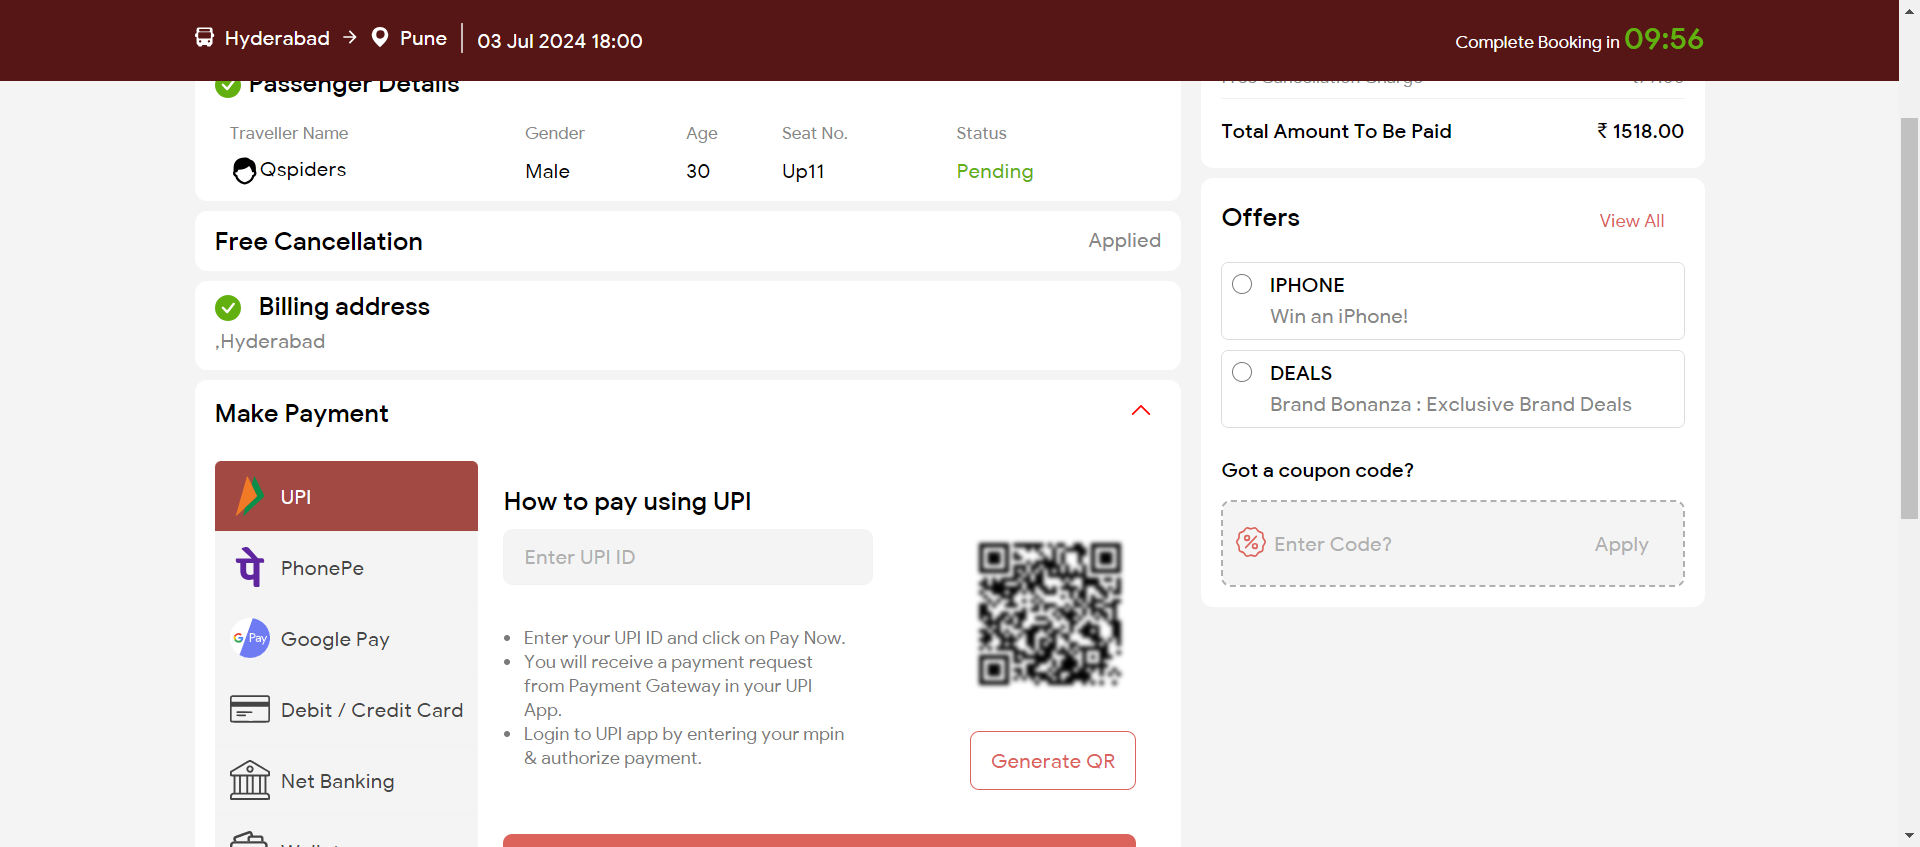 Hyderabad → Pune | 03 Jul 2024 18:00
Complete Booking in 09:56
Passenger Details
Traveller Name Gender Age Seat No. Status
Qspiders Male 30 Up11 Pending
Free Cancellation Applied
Billing address
,Hyderabad
Make Payment
UPI
PhonePe
G Pay Google Pay
Debit / Credit Card
Net Banking
How to pay using UPI
Enter UPI ID
• Enter your UPI ID and click on Pay Now.
• You will receive a payment request
from Payment Gateway in your UPI
App.
• Login to UPI app by entering your mpin
& authorize payment.
Generate QR
Free Cancellation Charge
Total Amount To Be Paid ₹ 1518.00
Offers View All
IPHONE
Win an iPhone!
DEALS
Brand Bonanza : Exclusive Brand Deals
Got a coupon code?
Enter Code? Apply